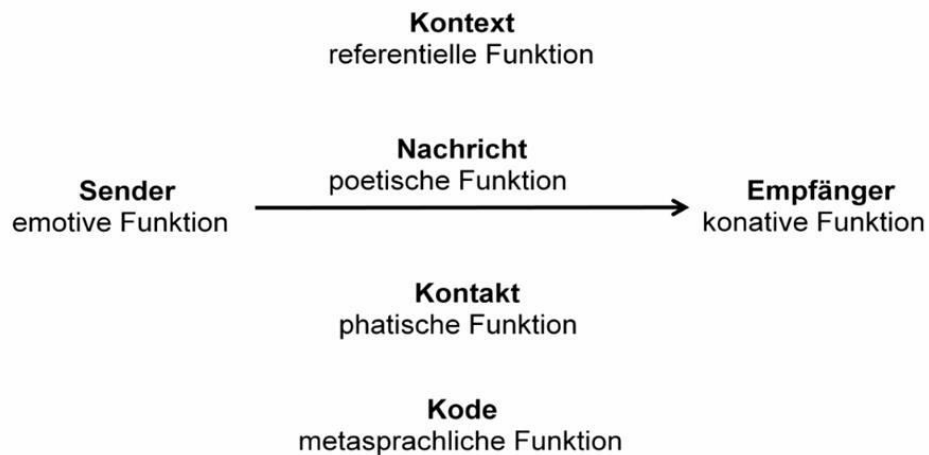 Kontext
referentielle Funktion
Nachricht
poetische Funktion
Sender
emotive Funktion
Empfänger
konative Funktion
Kontakt
phatische Funktion
Kode
metasprachliche Funktion